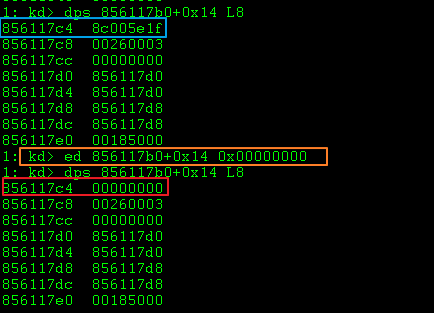 1: kd> dps 856117b0+0x14 L8
856117c4  8c005e1f
856117c8  00260003
856117cc  00000000
856117d0  856117d0
856117d4  856117d0
856117d8  856117d8
856117dc  856117d8
856117e0  00185000
1: kd> ed 856117b0+0x14 0x00000000
1: kd> dps 856117b0+0x14 L8
856117c4  00000000
856117c8  00260003
856117cc  00000000
856117d0  856117d0
856117d4  856117d0
856117d8  856117d8
856117dc  856117d8
856117e0  00185000